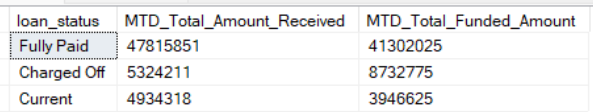 loan_status MTD_Total_Amount_Received MTD_Total_Funded_Amount
Fully Paid 47815851 41302025
Charged Off 5324211 8732775
Current 4934318 3946625